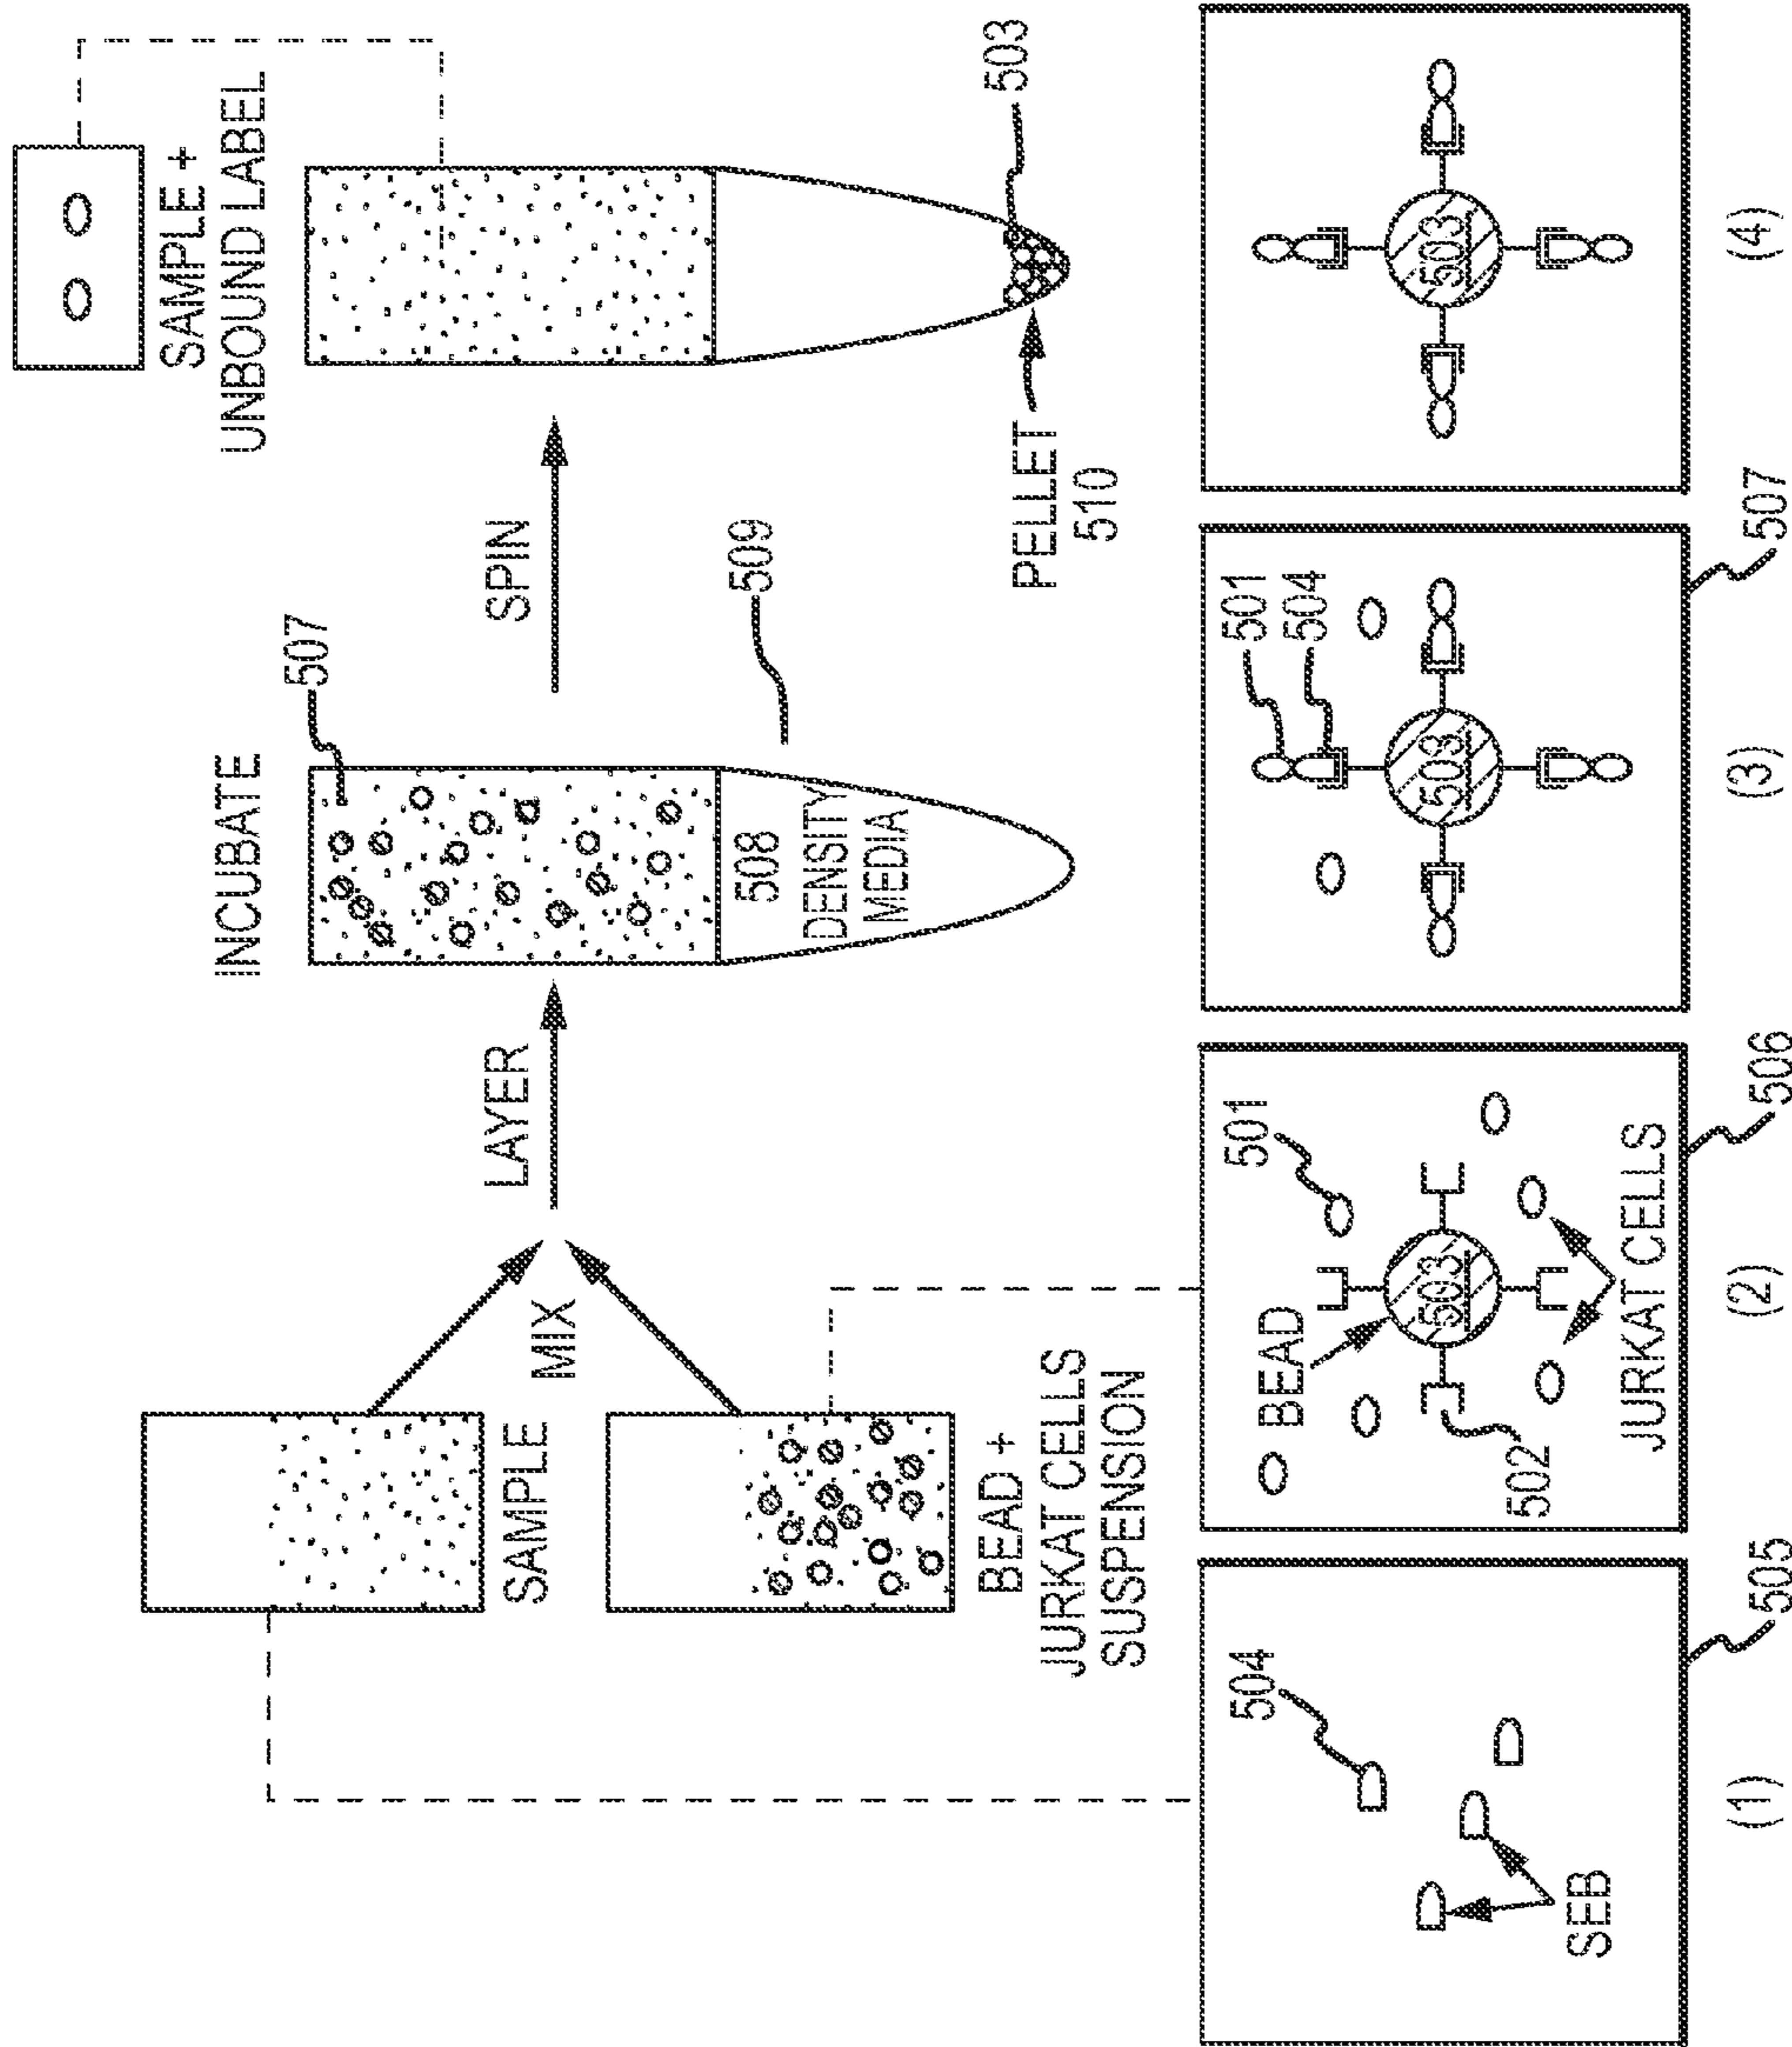 SAMPLE +
UNBOUND LABEL
INCUBATE
507
SAMPLE
MIX
LAYER
SPIN
508
DENSITY
MEDIA
509
503
PELLET
510
BEAD +
JURKAT CELLS
SUSPENSION
504
SEB
505
(1)
BEAD
501
503
502
JURKAT CELLS
506
(2)
501
504
508
507
(3)
503
(4)